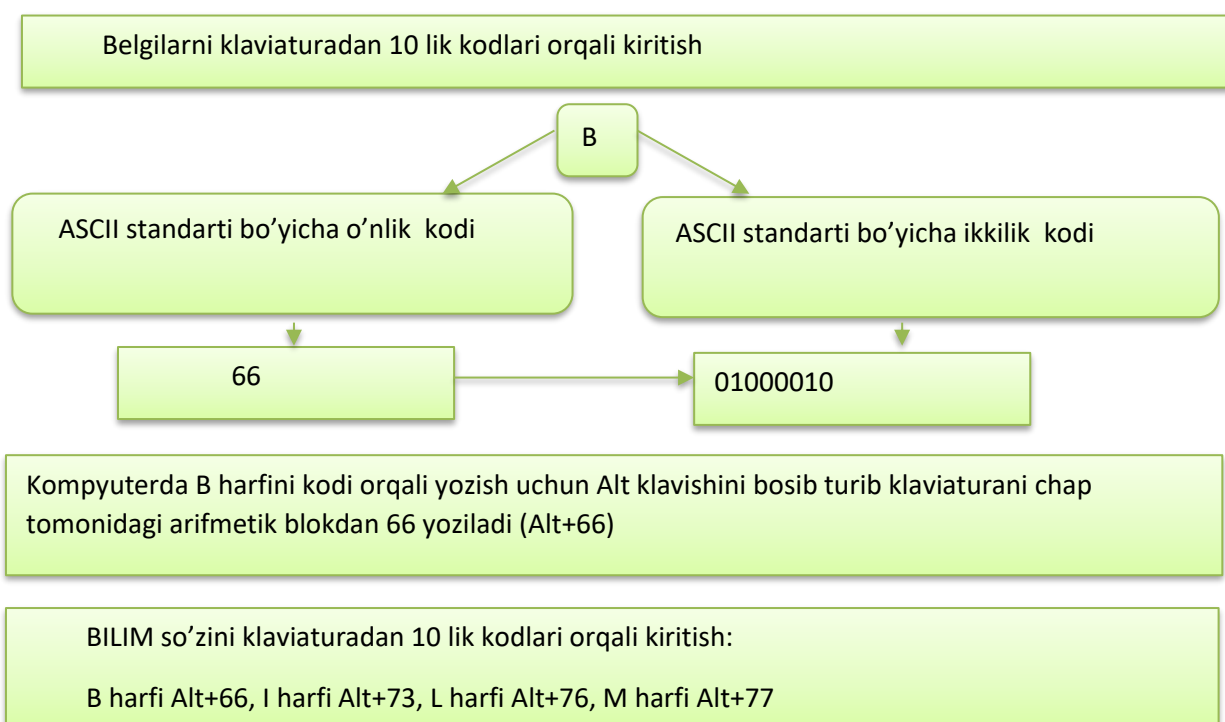 Belgilarni klaviaturadan 10 lik kodlari orqali kiritish
B
ASCII standarti bo’yicha o’nlik  kodi
ASCII standarti bo’yicha ikkilik  kodi
66
01000010
Kompyuterda B harfini kodi orqali yozish uchun Alt klavishini bosib turib klaviaturani chap
tomonidagi arifmetik blokdan 66 yoziladi (Alt+66)
BILIM so’zini klaviaturadan 10 lik kodlari orqali kiritish:
B harfi Alt+66, I harfi Alt+73, L harfi Alt+76, M harfi Alt+77